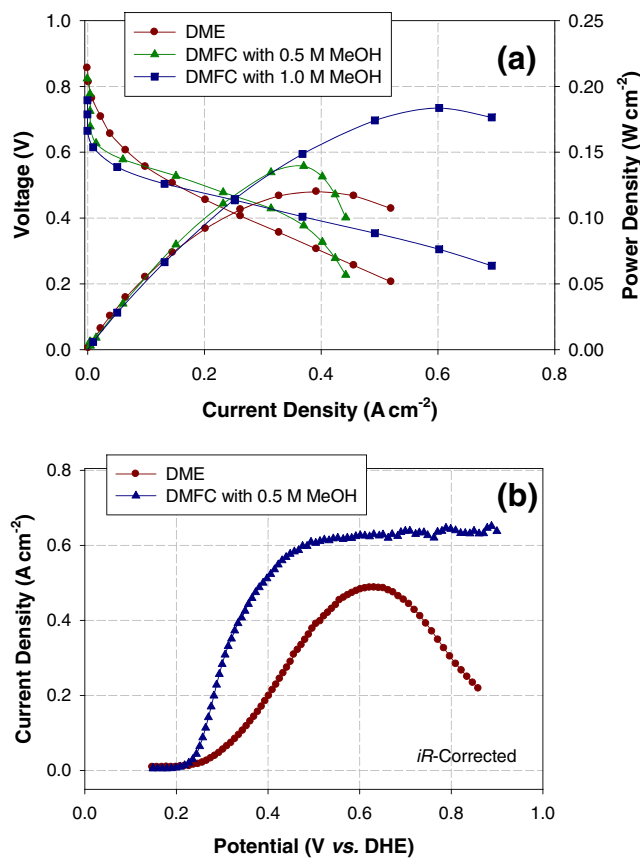 (a)
DME
DMFC with 0.5 M MeOH
DMFC with 1.0 M MeOH
Voltage (V)
1.0
0.8
0.6
0.4
0.2
0.0
Power Density (W cm⁻²)
0.25
0.20
0.15
0.10
0.05
0.00
0.0 0.2 0.4 0.6 0.8
Current Density (A cm⁻²)
(b)
DME
DMFC with 0.5 M MeOH
Current Density (A cm⁻²)
0.8
0.6
0.4
0.2
0.0
iR-Corrected
0.0 0.2 0.4 0.6 0.8 1.0
Potential (V vs. DHE)